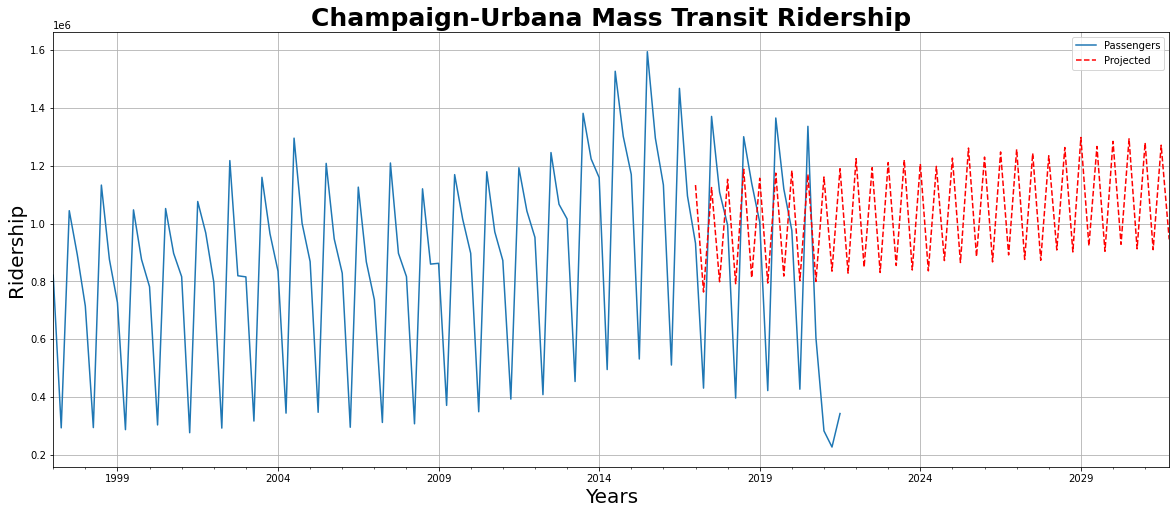 Champaign-Urbana Mass Transit Ridership
1e6
1.6
1.4
1.2
1.0
0.8
0.6
0.4
0.2
Ridership
Passengers
Projected
1999 2004 2009 2014 2019 2024 2029
Years